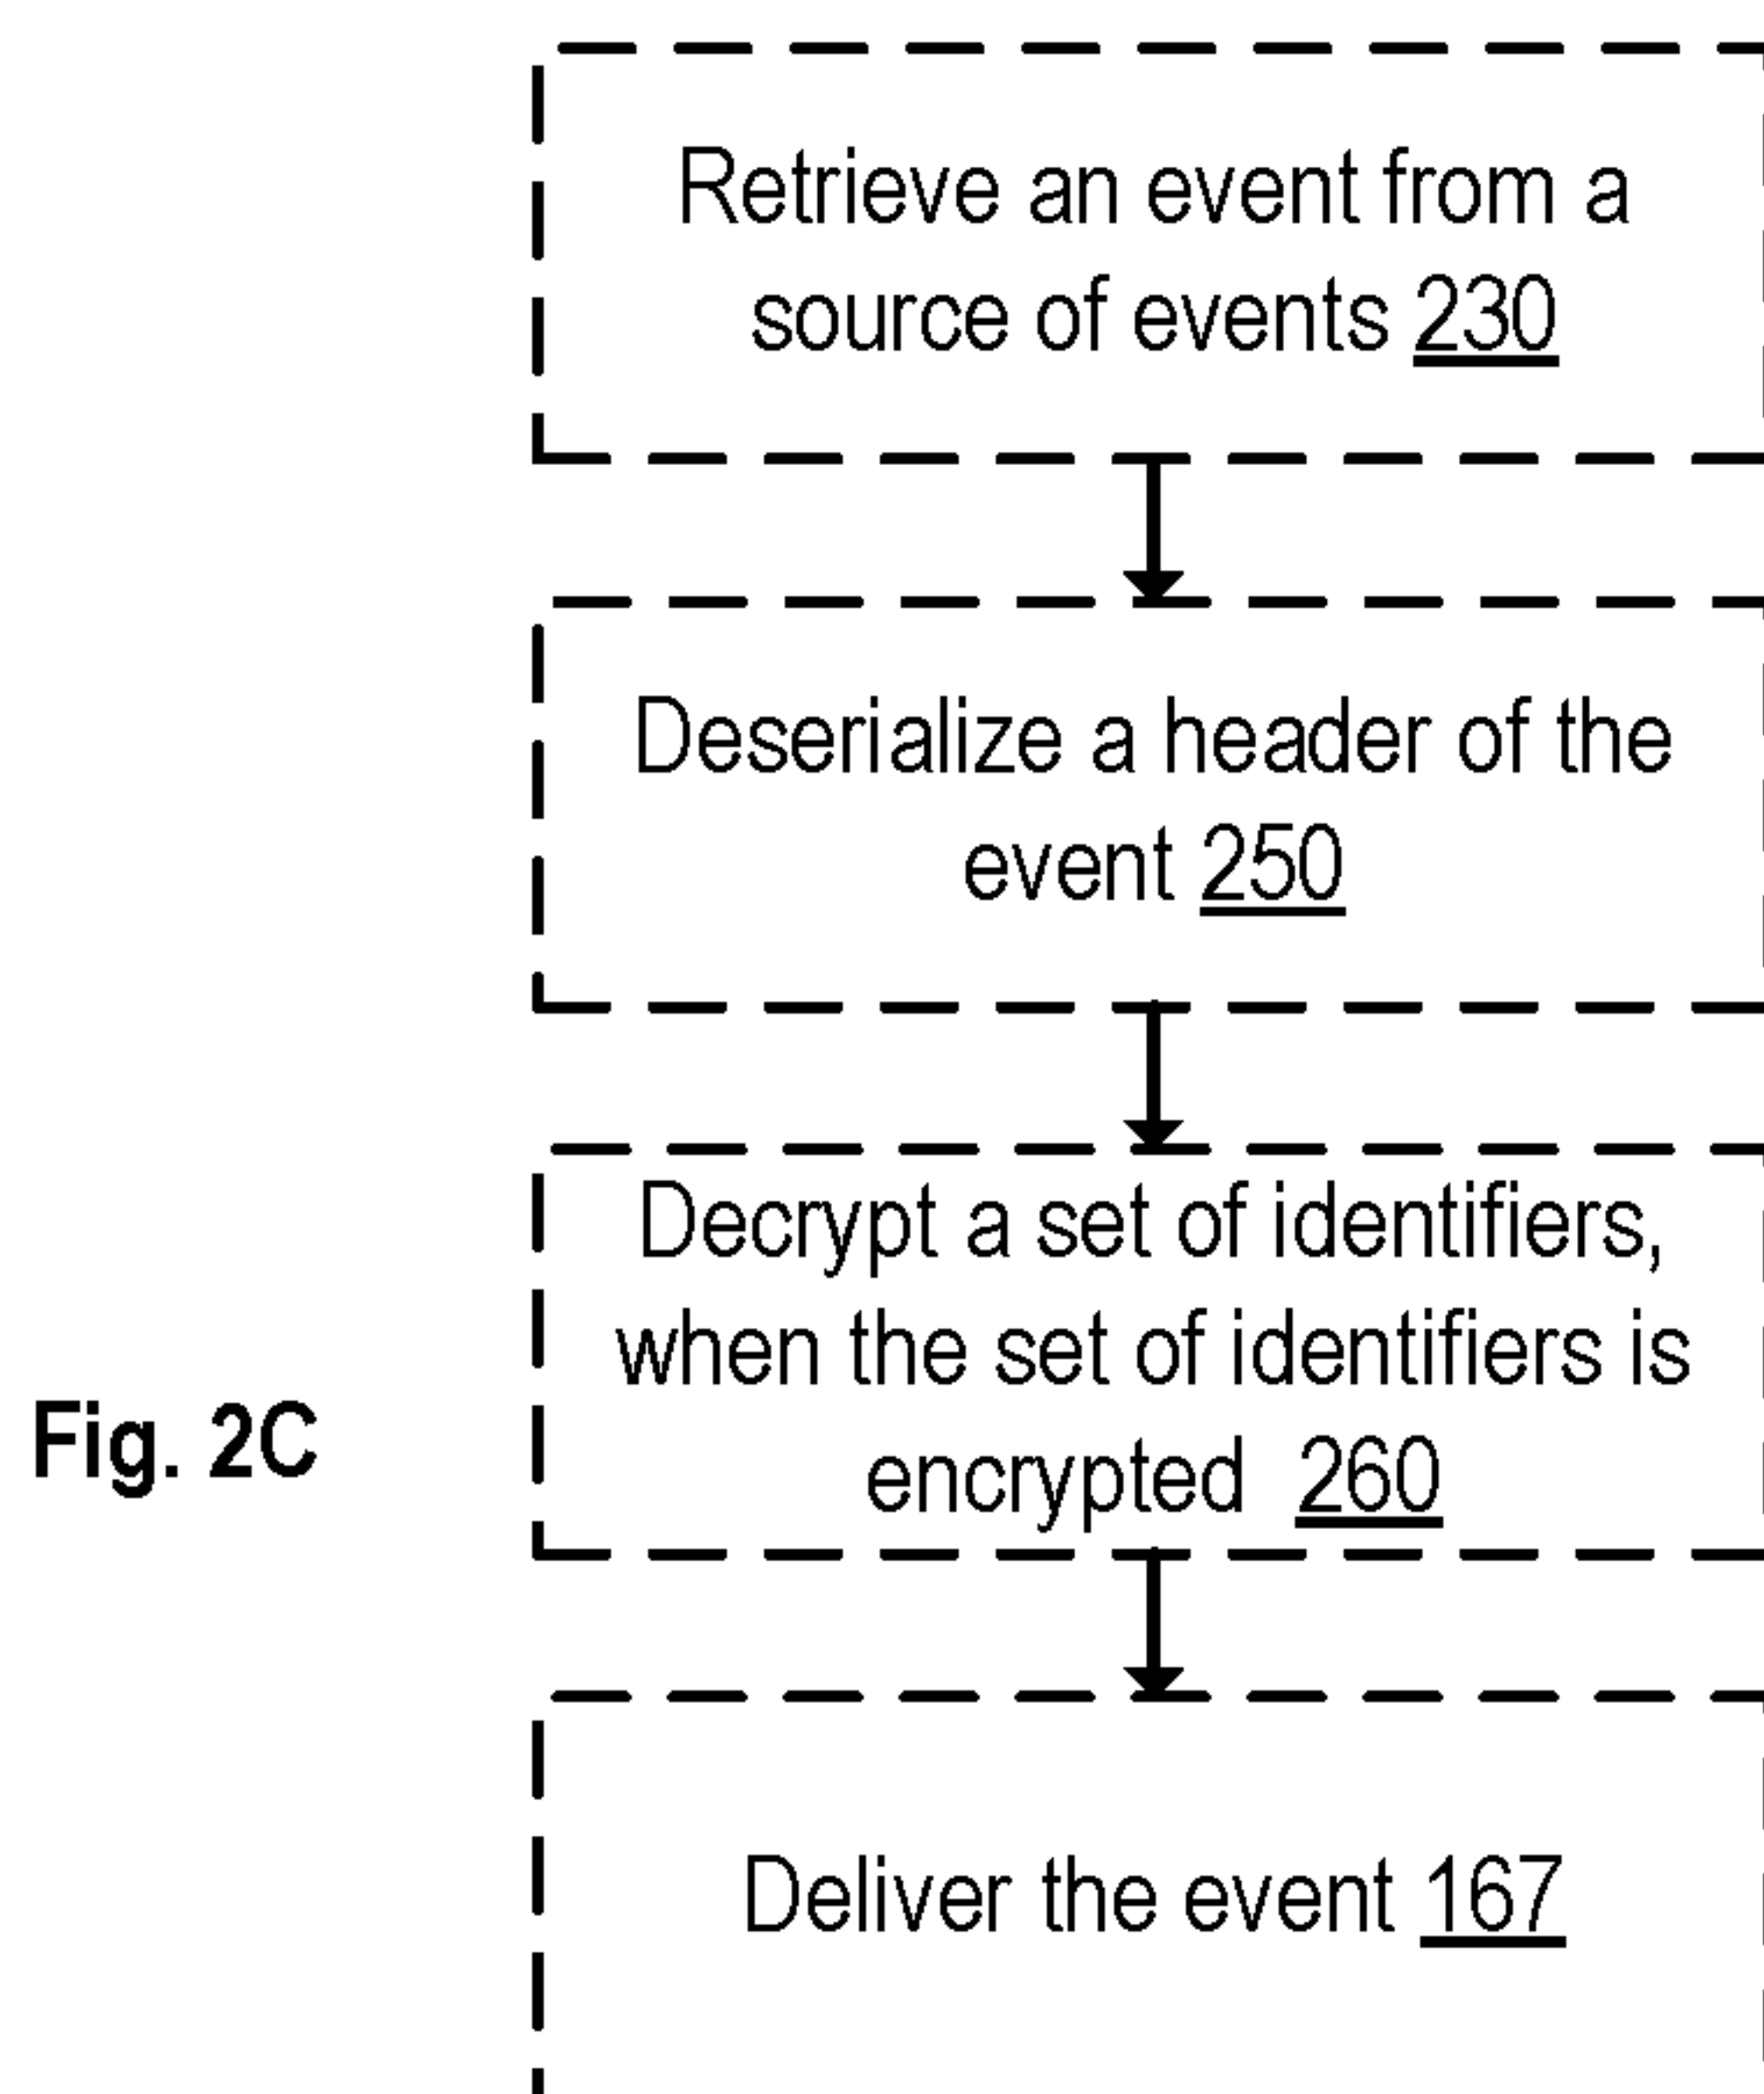 Retrieve an event from a
source of events 230
Deserialize a header of the
event 250
Decrypt a set of identifiers,
when the set of identifiers is
encrypted 260
Fig. 2C
Deliver the event 167